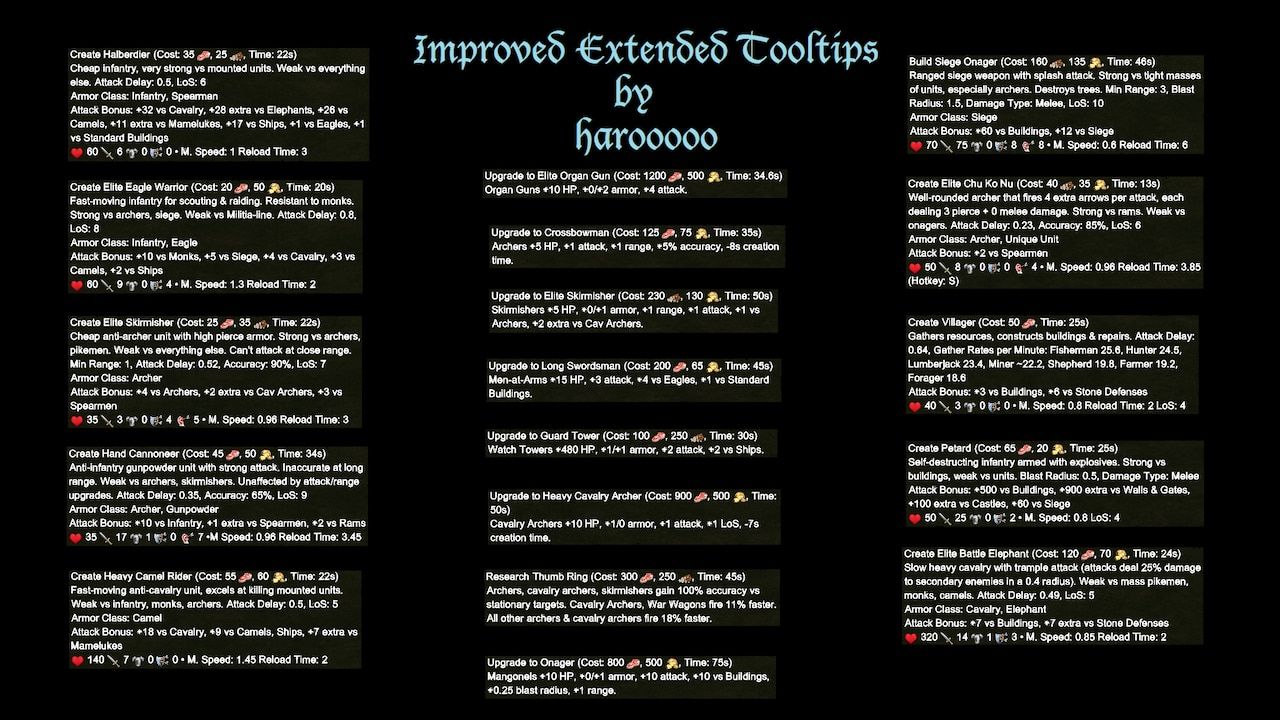 Improved Extended Tooltips
by
harooooo
Create Halberdier (Cost: 35 , 25 , Time: 22s)
Cheap infantry, very strong vs mounted units. Weak vs everything
else. Attack Delay: 0.5, LoS: 6
Armor Class: Infantry, Spearman
Attack Bonus: +32 vs Cavalry, +28 extra vs Elephants, +26 vs
Camels, +11 extra vs Mamelukes, +17 vs Ships, +1 vs Eagles, +1
vs Standard Buildings
60 6 0 0 • M. Speed: 1 Reload Time: 3
Create Elite Eagle Warrior (Cost: 20 , 50 , Time: 20s)
Fast-moving infantry for scouting & raiding. Resistant to monks.
Strong vs archers, siege. Weak vs Militia-line. Attack Delay: 0.8,
LoS: 8
Armor Class: Infantry, Eagle
Attack Bonus: +10 vs Monks, +5 vs Siege, +4 vs Cavalry, +3 vs
Camels, +2 vs Ships
60 9 0 4 • M. Speed: 1.3 Reload Time: 2
Create Elite Skirmisher (Cost: 25 , 35 , Time: 22s)
Cheap anti-archer unit with high pierce armor. Strong vs archers,
pikemen. Weak vs everything else. Can't attack at close range.
Min Range: 1, Attack Delay: 0.52, Accuracy: 90%, LoS: 7
Armor Class: Archer
Attack Bonus: +4 vs Archers, +2 extra vs Cav Archers, +3 vs
Spearmen
35 3 0 4 5 • M. Speed: 0.96 Reload Time: 3
Create Hand Cannoneer (Cost: 45 , 50 , Time: 34s)
Anti-infantry gunpowder unit with strong attack. Inaccurate at long
range. Weak vs archers, skirmishers. Unaffected by attack/range
upgrades. Attack Delay: 0.35, Accuracy: 65%, LoS: 9
Armor Class: Archer, Gunpowder
Attack Bonus: +10 vs Infantry, +1 extra vs Spearmen, +2 vs Rams
35 17 1 0 7 •M Speed: 0.96 Reload Time: 3.45
Create Heavy Camel Rider (Cost: 55 , 60 , Time: 22s)
Fast-moving anti-cavalry unit, excels at killing mounted units.
Weak vs infantry, monks, archers. Attack Delay: 0.5, LoS: 5
Armor Class: Camel
Attack Bonus: +18 vs Cavalry, +9 vs Camels, Ships, +7 extra vs
Mamelukes
140 7 0 0 • M. Speed: 1.45 Reload Time: 2
Upgrade to Elite Organ Gun (Cost: 1200 , 500 , Time: 34.6s)
Organ Guns +10 HP, +0/+2 armor, +4 attack.
Upgrade to Crossbowman (Cost: 125 , 75 , Time: 35s)
Archers +5 HP, +1 attack, +1 range, +5% accuracy, -8s creation
time.
Upgrade to Elite Skirmisher (Cost: 230 , 130 , Time: 50s)
Skirmishers +5 HP, +0/+1 armor, +1 range, +1 attack, +1 vs
Archers, +2 extra vs Cav Archers.
Upgrade to Long Swordsman (Cost: 200 , 65 , Time: 45s)
Men-at-Arms +15 HP, +3 attack, +4 vs Eagles, +1 vs Standard
Buildings.
Upgrade to Guard Tower (Cost: 100 , 250 , Time: 30s)
Watch Towers +480 HP, +1/+1 armor, +2 attack, +2 vs Ships.
Upgrade to Heavy Cavalry Archer (Cost: 900 , 500 , Time:
50s)
Cavalry Archers +10 HP, +1/0 armor, +1 attack, +1 LoS, -7s
creation time.
Research Thumb Ring (Cost: 300 , 250 , Time: 45s)
Archers, cavalry archers, skirmishers gain 100% accuracy vs
stationary targets. Cavalry Archers, War Wagons fire 11% faster.
All other archers & cavalry archers fire 18% faster.
Upgrade to Onager (Cost: 800 , 500 , Time: 75s)
Mangonels +10 HP, +0/+1 armor, +10 attack, +10 vs Buildings,
+0.25 blast radius, +1 range.
Build Siege Onager (Cost: 160 , 135 , Time: 46s)
Ranged siege weapon with splash attack. Strong vs tight masses
of units, especially archers. Destroys trees. Min Range: 3, Blast
Radius: 1.5, Damage Type: Melee, LoS: 10
Armor Class: Siege
Attack Bonus: +60 vs Buildings, +12 vs Siege
70 75 0 8 8 • M. Speed: 0.6 Reload Time: 6
Create Elite Chu Ko Nu (Cost: 40 , 35 , Time: 13s)
Well-rounded archer that fires 4 extra arrows per attack, each
dealing 3 pierce + 0 melee damage. Strong vs rams. Weak vs
onagers. Attack Delay: 0.23, Accuracy: 85%, LoS: 6
Armor Class: Archer, Unique Unit
Attack Bonus: +2 vs Spearmen
50 8 0 0 4 • M. Speed: 0.96 Reload Time: 3.85
(Hotkey: S)
Create Villager (Cost: 50 , Time: 25s)
Gathers resources, constructs buildings & repairs. Attack Delay:
0.64, Gather Rates per Minute: Fisherman 25.6, Hunter 24.5,
Lumberjack 23.4, Miner ~22.2, Shepherd 19.8, Farmer 19.2,
Forager 18.6
Attack Bonus: +3 vs Buildings, +6 vs Stone Defenses
40 3 0 0 • M. Speed: 0.8 Reload Time: 2 LoS: 4
Create Petard (Cost: 65 , 20 , Time: 25s)
Self-destructing infantry armed with explosives. Strong vs
buildings, weak vs units. Blast Radius: 0.5, Damage Type: Melee
Attack Bonus: +500 vs Buildings, +900 extra vs Walls & Gates,
+100 extra vs Castles, +60 vs Siege
50 25 0 2 • M. Speed: 0.8 LoS: 4
Create Elite Battle Elephant (Cost: 120 , 70 , Time: 24s)
Slow heavy cavalry with trample attack (attacks deal 25% damage
to secondary enemies in a 0.4 radius). Weak vs mass pikemen,
monks, camels. Attack Delay: 0.49, LoS: 5
Armor Class: Cavalry, Elephant
Attack Bonus: +7 vs Buildings, +7 extra vs Stone Defenses
320 14 1 3 • M. Speed: 0.85 Reload Time: 2